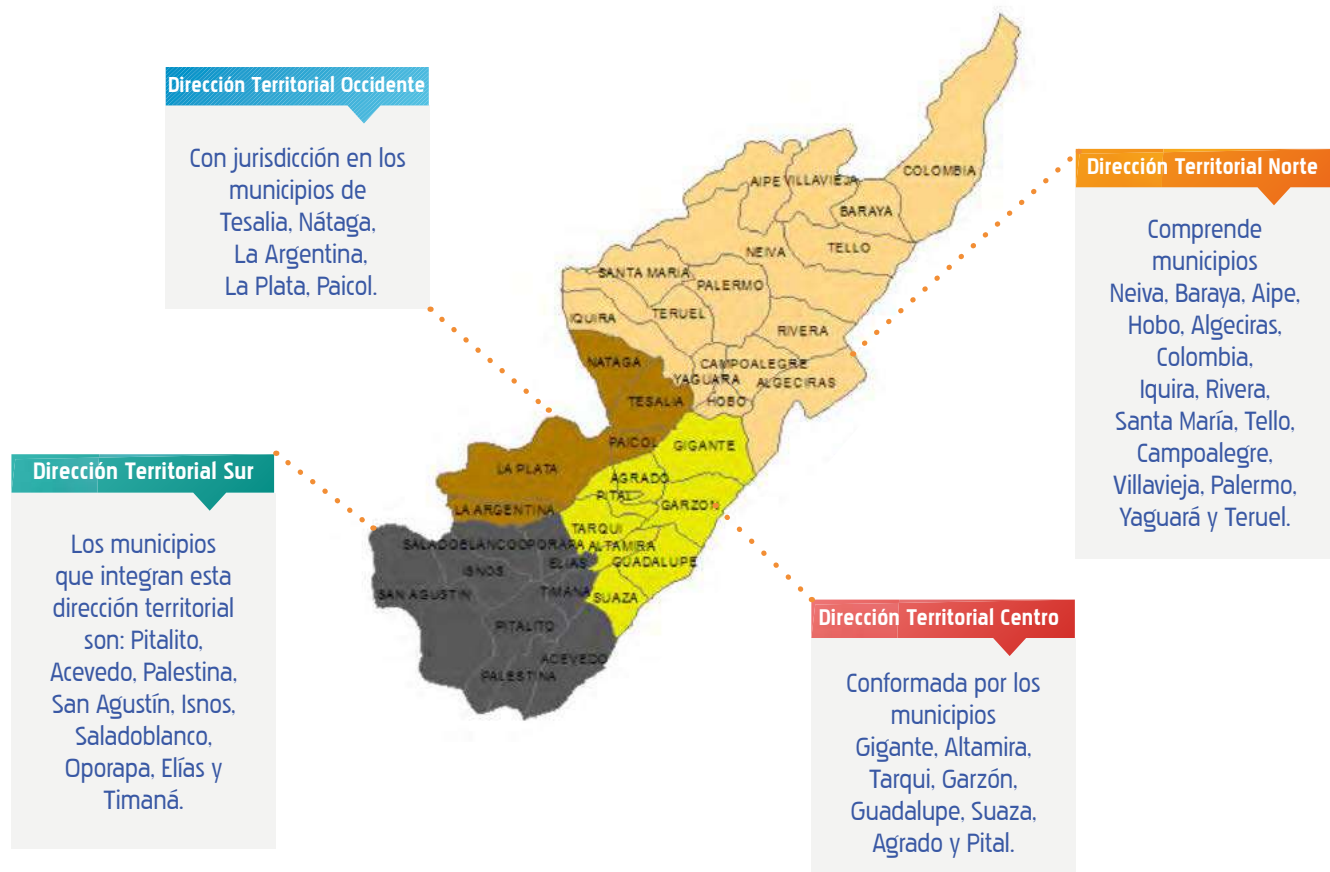 Dirección Territorial Occidente
Con jurisdicción en los
municipios de
Tesalia, Nátaga,
La Argentina,
La Plata, Paicol.
Dirección Territorial Norte
Comprende
municipios
Neiva, Baraya, Aipe,
Hobo, Algeciras,
Colombia,
Iquira, Rivera,
Santa María, Tello,
Campoalegre,
Villavieja, Palermo,
Yaguará y Teruel.
Dirección Territorial Sur
Los municipios
que integran esta
dirección territorial
son: Pitalito,
Acevedo, Palestina,
San Agustín, Isnos,
Saladoblanco,
Oporapa, Elías y
Timaná.
Dirección Territorial Centro
Conformada por los
municipios
Gigante, Altamira,
Tarqui, Garzón,
Guadalupe, Suaza,
Agrado y Pital.
COLOMBIA
AIPE
VILLAVIEJA
BARAYA
NEIVA
TELLO
SANTA MARIA
PALERMO
TERUEL
IQUIRA
RIVERA
NATAGA
CAMPOALEGRE
YAGUARA
ALGECIRAS
TESALIA
HOBO
PAICOL
GIGANTE
LA PLATA
AGRADO
PITAL
GARZON
LA ARGENTINA
TARQUI
SALADOBLANCO
OPORAPA
ALTAMIRA
ELIAS
GUADALUPE
ISNOS
SAN AGUSTIN
TIMANA
SUAZA
PITALITO
ACEVEDO
PALESTINA